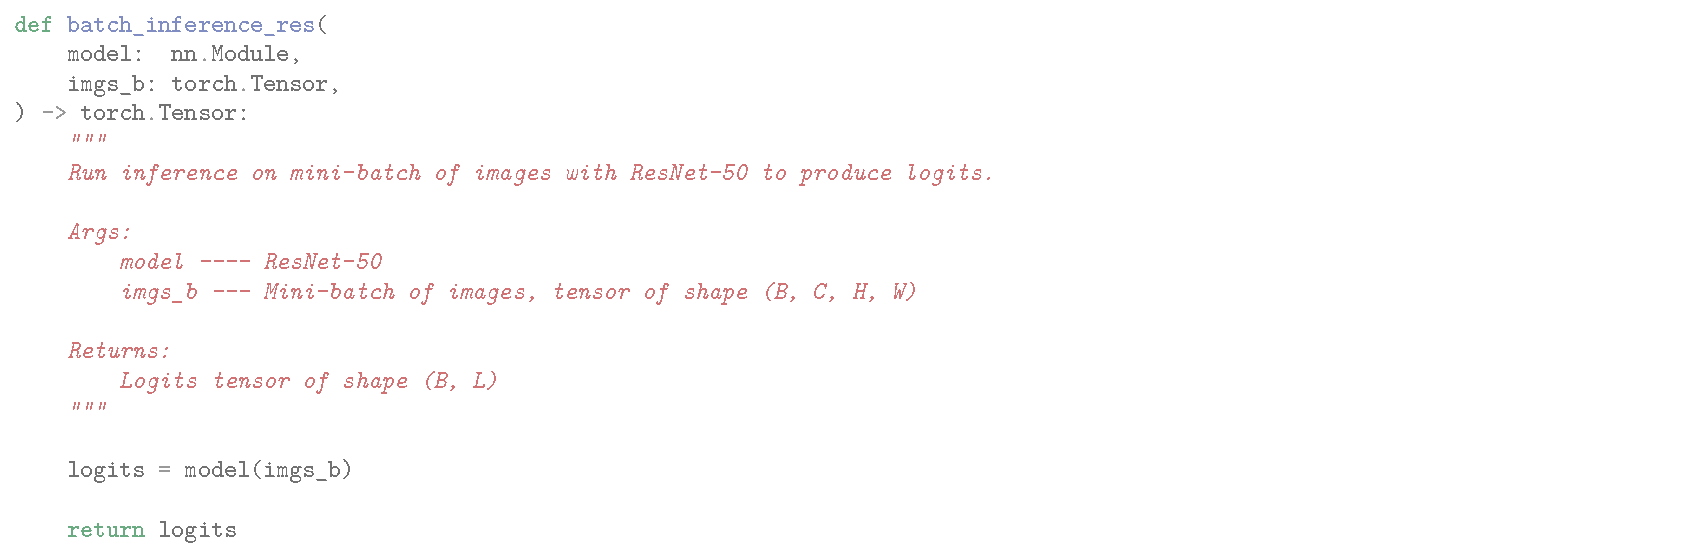 def batch_inference_res(
    model:  nn.Module,
    imgs_b: torch.Tensor,
) -> torch.Tensor:
    """
    Run inference on mini-batch of images with ResNet-50 to produce logits.

    Args:
        model ---- ResNet-50
        imgs_b --- Mini-batch of images, tensor of shape (B, C, H, W)

    Returns:
        Logits tensor of shape (B, L)
    """

    logits = model(imgs_b)

    return logits